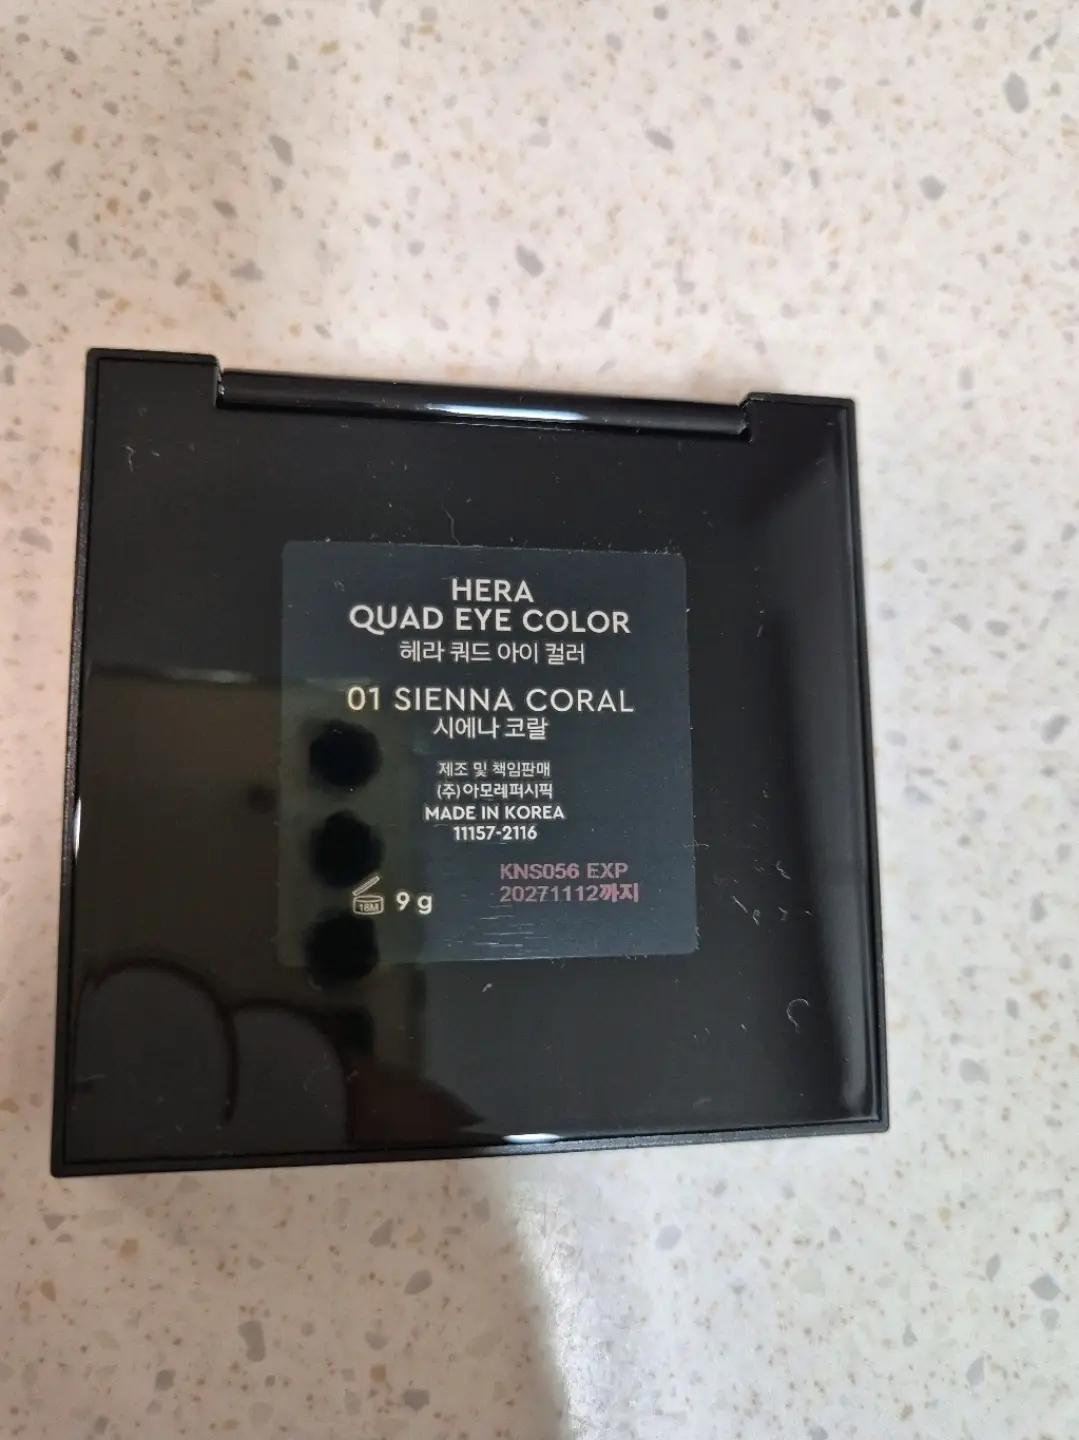 HERA
QUAD EYE COLOR
헤라 쿼드 아이 컬러
01 SIENNA CORAL
시에나 코랄
제조 및 책임판매
(주)아모레퍼시픽
MADE IN KOREA
11157-2116
KNS056 EXP
20271112까지
18M 9 g